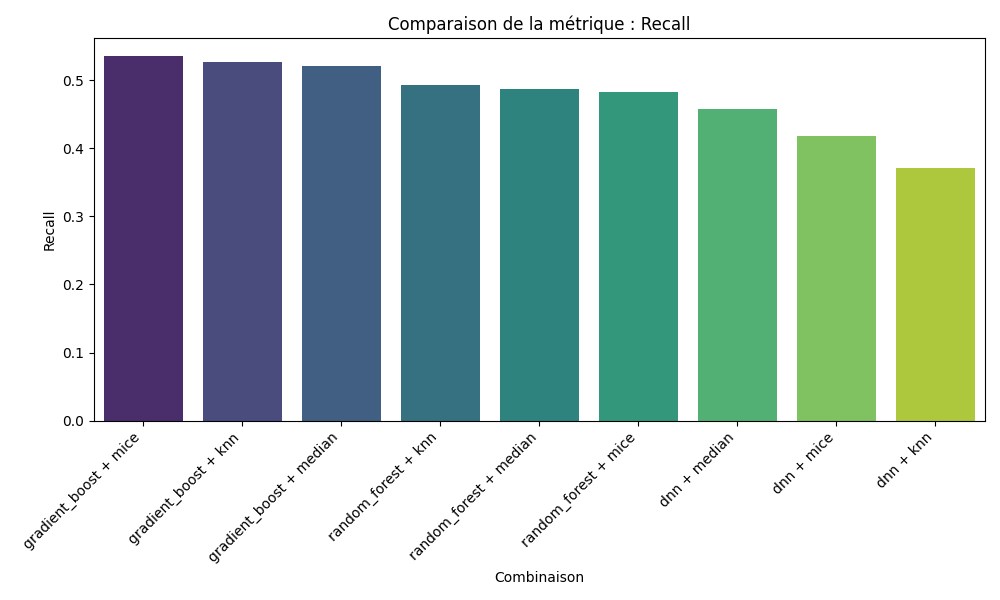 Comparaison de la métrique : Recall
Recall
0.5
0.4
0.3
0.2
0.1
0.0
gradient_boost + mice
gradient_boost + knn
gradient_boost + median
random_forest + knn
random_forest + median
random_forest + mice
dnn + median
dnn + mice
dnn + knn
Combinaison